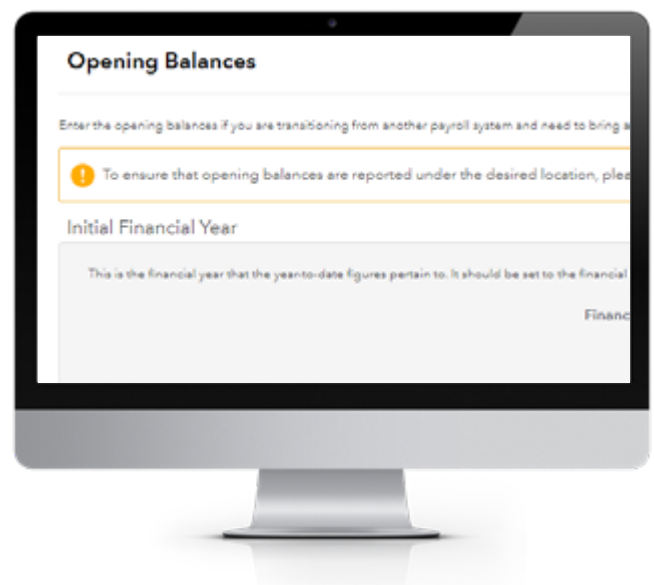 Opening Balances
Enter the opening balances if you are transitioning from another payroll system and need to bring a
To ensure that opening balances are reported under the desired location, plea
Initial Financial Year
This is the financial year that the year-to-date figures pertain to. It should be set to the financial
Financ